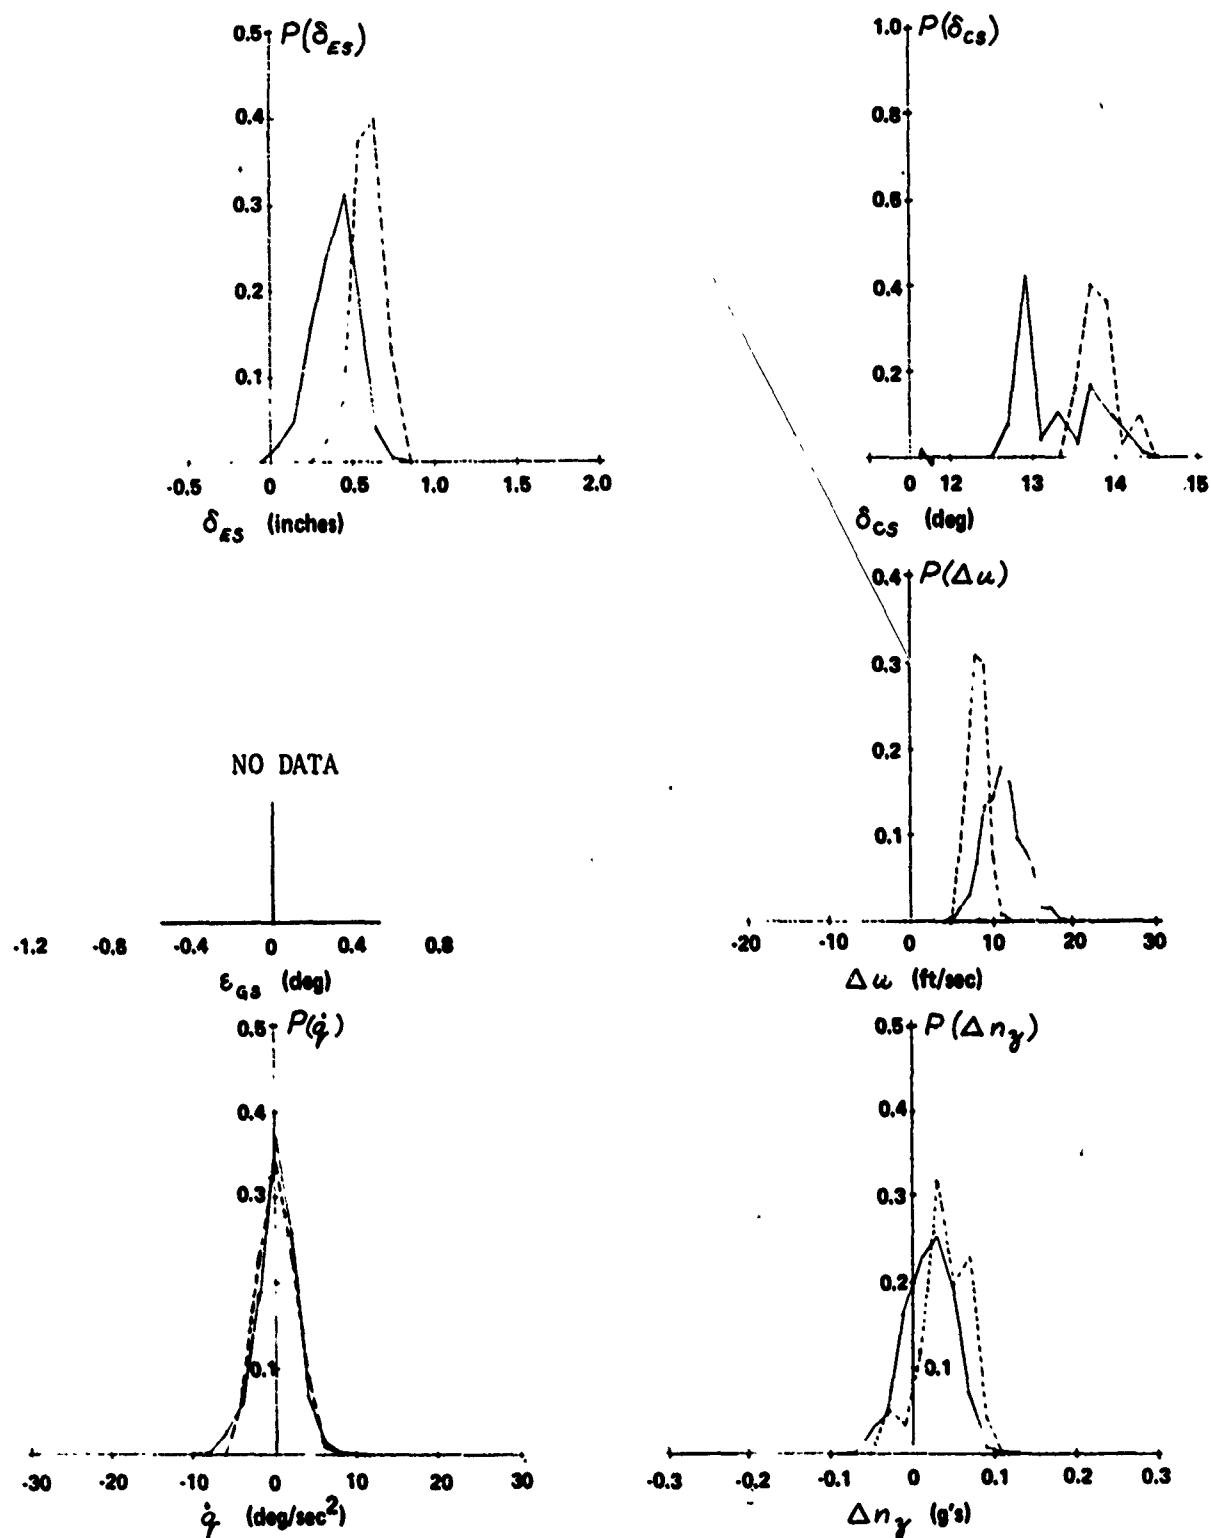 P(δES)
0.5
0.4
0.3
0.2
0.1
-0.5 0 0.5 1.0 1.5 2.0
δES (inches)
P(δCS)
1.0
0.8
0.6
0.4
0.2
0 12 13 14 15
δCS (deg)
P(Δu)
0.4
0.3
0.2
0.1
-20 -10 0 10 20 30
Δu (ft/sec)
NO DATA
-1.2 -0.8 -0.4 0 0.4 0.8
εGS (deg)
P(q̇)
0.5
0.4
0.3
0.1
-30 -20 -10 0 10 20 30
q̇ (deg/sec²)
P(Δnz)
0.5
0.4
0.3
0.2
0.1
-0.3 -0.2 -0.1 0 0.1 0.2 0.3
Δnz (g's)